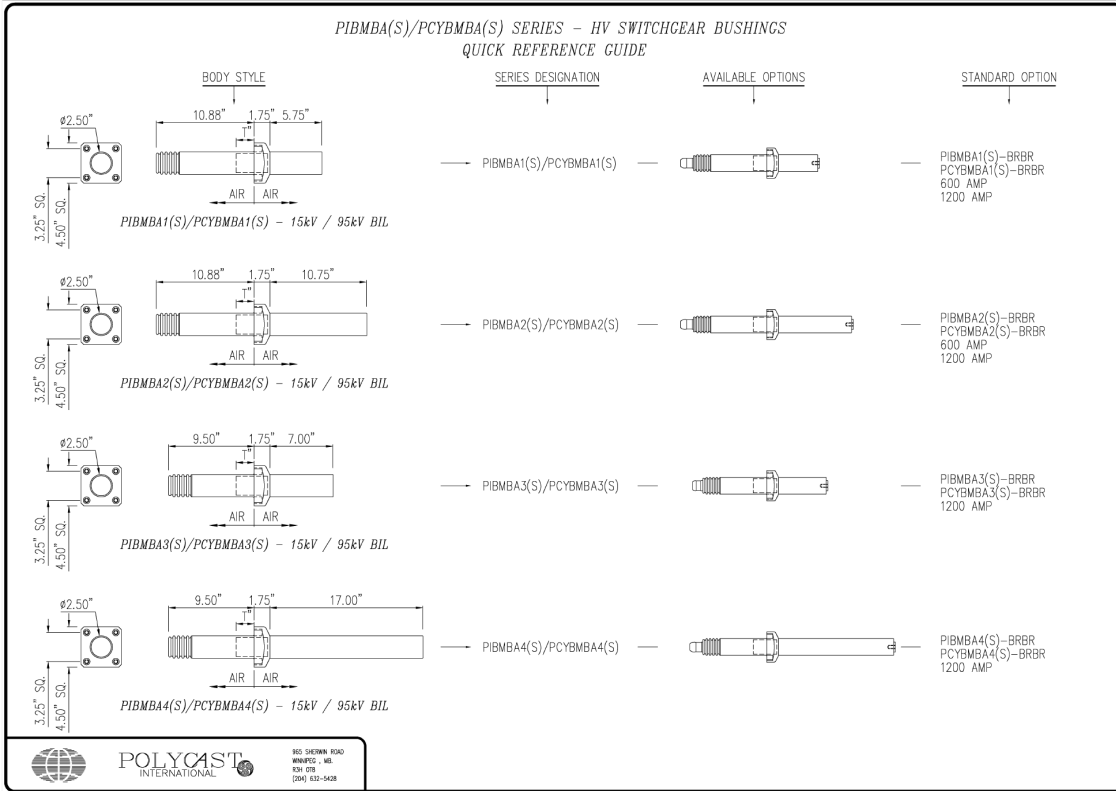 PIBMBA(S)/PCYBMBA(S) SERIES - HV SWITCHGEAR BUSHINGS
QUICK REFERENCE GUIDE
BODY STYLE
SERIES DESIGNATION
AVAILABLE OPTIONS
STANDARD OPTION
ø2.50"
3.25" SQ.
4.50" SQ.
10.88" 1.75" 5.75"
"T"
AIR AIR
PIBMBA1(S)/PCYBMBA1(S) - 15kV / 95kV BIL
PIBMBA1(S)/PCYBMBA1(S)
PIBMBA1(S)-BRBR
PCYBMBA1(S)-BRBR
600 AMP
1200 AMP
ø2.50"
3.25" SQ.
4.50" SQ.
10.88" 1.75" 10.75"
"T"
AIR AIR
PIBMBA2(S)/PCYBMBA2(S) - 15kV / 95kV BIL
PIBMBA2(S)/PCYBMBA2(S)
PIBMBA2(S)-BRBR
PCYBMBA2(S)-BRBR
600 AMP
1200 AMP
ø2.50"
3.25" SQ.
4.50" SQ.
9.50" 1.75" 7.00"
"T"
AIR AIR
PIBMBA3(S)/PCYBMBA3(S) - 15kV / 95kV BIL
PIBMBA3(S)/PCYBMBA3(S)
PIBMBA3(S)-BRBR
PCYBMBA3(S)-BRBR
1200 AMP
ø2.50"
3.25" SQ.
4.50" SQ.
9.50" 1.75" 17.00"
"T"
AIR AIR
PIBMBA4(S)/PCYBMBA4(S) - 15kV / 95kV BIL
PIBMBA4(S)/PCYBMBA4(S)
PIBMBA4(S)-BRBR
PCYBMBA4(S)-BRBR
1200 AMP
POLYCAST
INTERNATIONAL
965 SHERWIN ROAD
WINNIPEG , MB.
R3H 0T8
(204) 632-5428